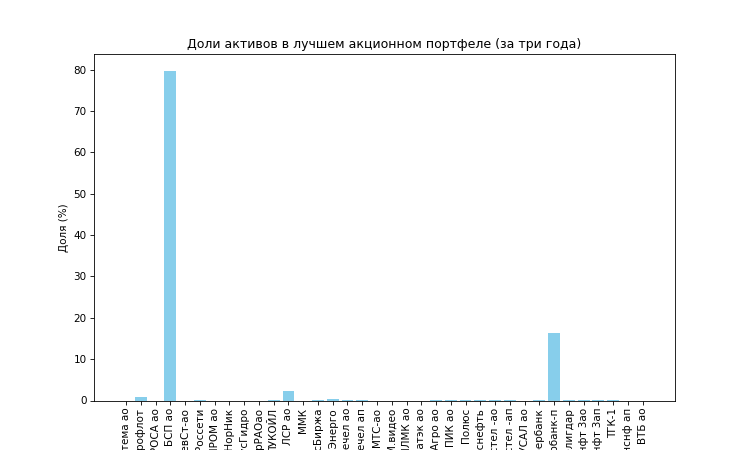 Доли активов в лучшем акционном портфеле (за три года)
Доля (%)
80
70
60
50
40
30
20
10
0
тема ао
рофлот
РОСА ао
БСП ао
евСт-ао
Россети
ПРОМ ао
НорНик
сГидро
рРАОао
ЛУКОЙЛ
ЛСР ао
ММК
сБиржа
Энерго
ечел ао
ечел ап
МТС-ао
М.видео
НЛМК ао
атэк ао
Агро ао
ПИК ао
Полюс
снефть
стел -ао
стел -ап
УСАЛ ао
ербанк
рбанк-п
лигдар
нфт 3ао
нфт 3ап
ТГК-1
нснф ап
ВТБ ао